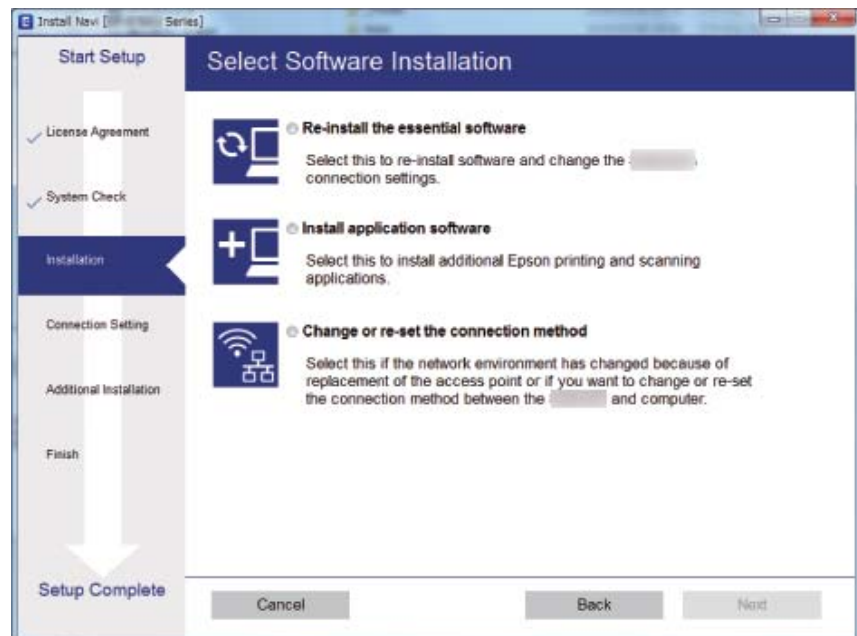 Install Navi [ Series]
Start Setup
License Agreement
System Check
Installation
Connection Setting
Additional Installation
Finish
Setup Complete
Select Software Installation
Re-install the essential software
Select this to re-install software and change the
connection settings.
Install application software
Select this to install additional Epson printing and scanning
applications.
Change or re-set the connection method
Select this if the network environment has changed because of
replacement of the access point or if you want to change or re-set
the connection method between the and computer.
Cancel
Back
Next